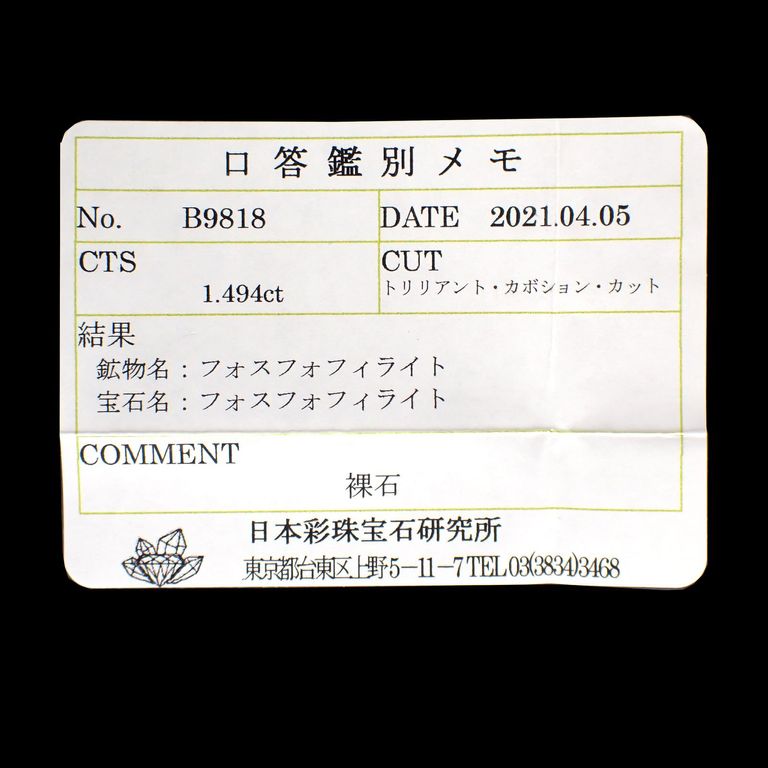 口答鑑別メモ
No. B9818 DATE 2021.04.05
CTS CUT
1.494ct トリリアント・カボション・カット
結果
鉱物名：フォスフォフィライト
宝石名：フォスフォフィライト
COMMENT
裸石
日本彩珠宝石研究所
東京都台東区上野5－11－7 TEL 03(3834)3468